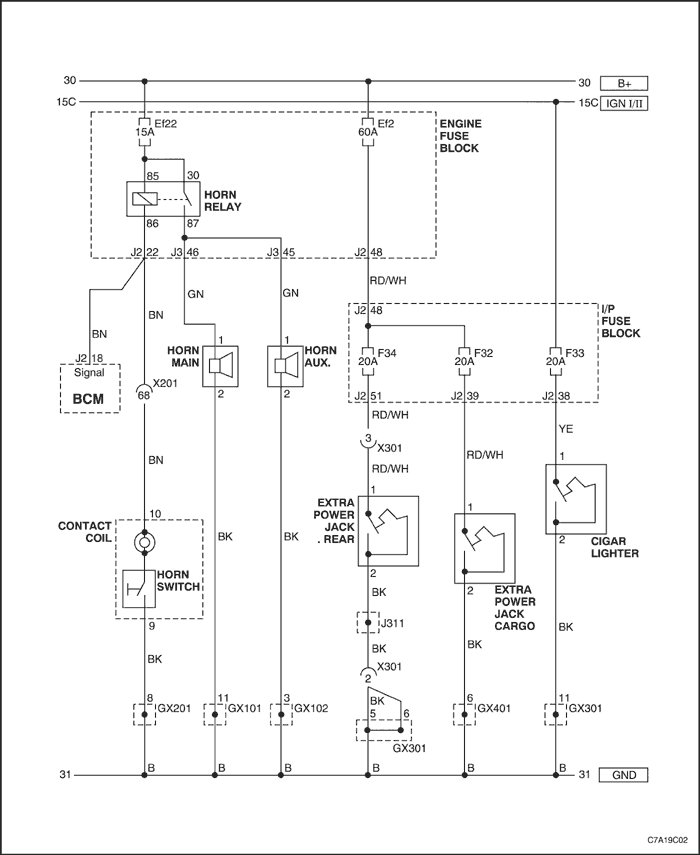 30 30 B+
15C 15C IGN I/II
Ef22 Ef2 ENGINE
15A 60A FUSE
BLOCK
85 30
HORN
RELAY
86 87
J2 22 J3 46 J3 45 J2 48
RD/WH
GN GN
BN J2 48 I/P
FUSE
BLOCK
BN
HORN 1 1 HORN F34 F32 F33
MAIN AUX. 20A 20A 20A
J2 18
Signal
BCM
X201
68
2 2 J2 51 J2 39 J2 38
RD/WH YE
3
X301
BN RD/WH RD/WH 1
1
10 EXTRA
POWER
JACK
. REAR
1
CONTACT
COIL
BK BK 2 CIGAR
LIGHTER
HORN
SWITCH
2 2 EXTRA
POWER
JACK
CARGO
BK
9 J311 BK
BK BK BK
X301
2
8 11 3 BK 6 11
GX201 GX101 GX102 5 6 GX401 GX301
GX301
31 B B B B B B 31 GND
C7A19C02